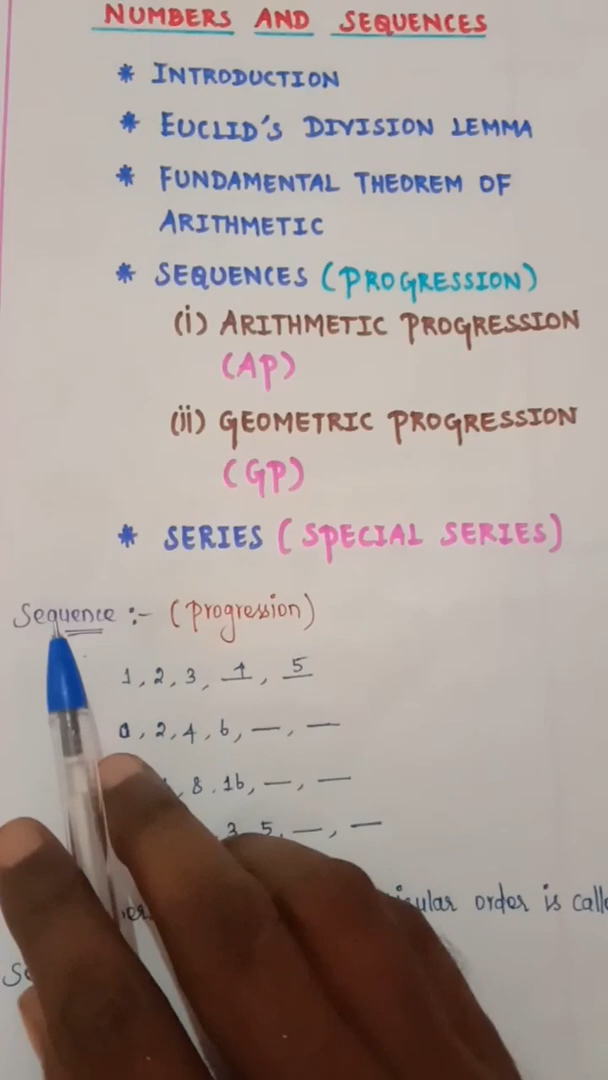 NUMBERS AND SEQUENCES
* INTRODUCTION
* EUCLID'S DIVISION LEMMA
* FUNDAMENTAL THEOREM OF
ARITHMETIC
* SEQUENCES (PROGRESSION)
(i) ARITHMETIC PROGRESSION
(AP)
(ii) GEOMETRIC PROGRESSION
(GP)
* SERIES (SPECIAL SERIES)
Sequence :- (Progression)
1, 2, 3, 4, 5
0, 2, 4, 6, —, —
, 8, 16, —, —
3, 5, —, —
order is calle